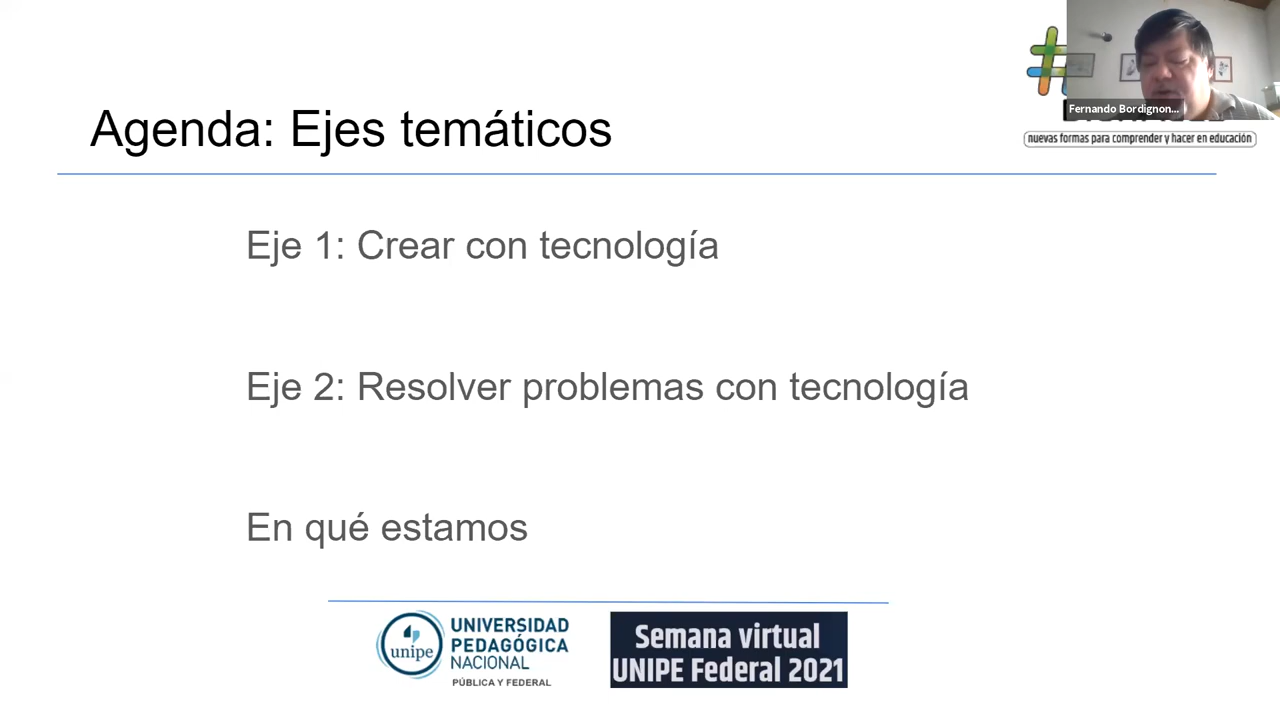 Fernando Bordignon...
Agenda: Ejes temáticos
nuevas formas para comprender y hacer en educación
Eje 1: Crear con tecnología
Eje 2: Resolver problemas con tecnología
En qué estamos
unipe
UNIVERSIDAD
PEDAGÓGICA
NACIONAL
PÚBLICA Y FEDERAL
Semana virtual
UNIPE Federal 2021